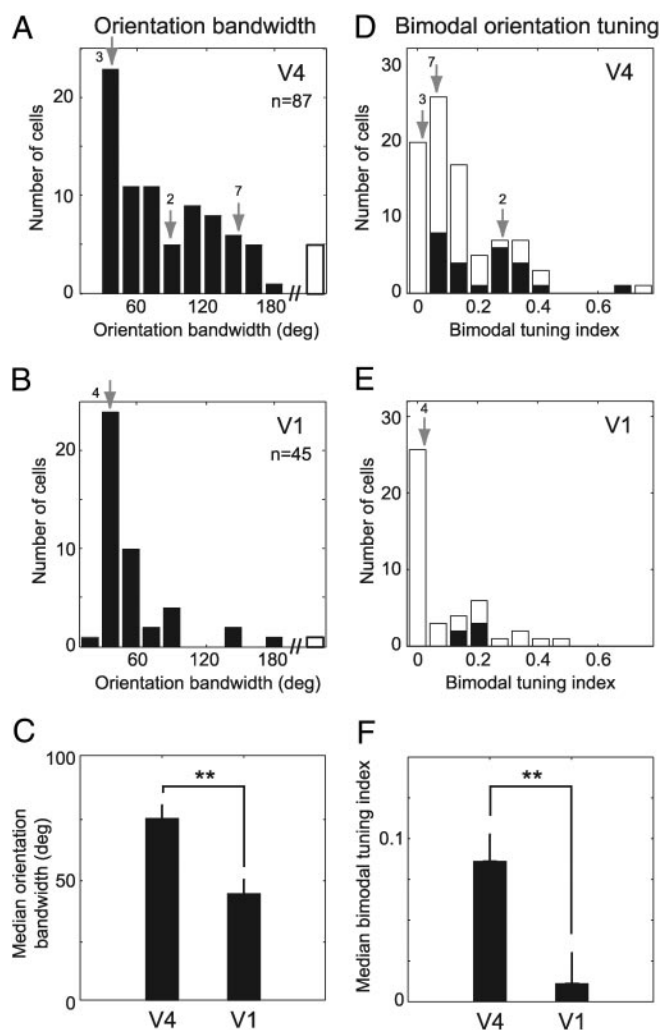 A Orientation bandwidth
3
V4
n=87
20
10
0
2
7
Number of cells
60 120 180 //
Orientation bandwidth (deg)
B
4
V1
n=45
20
10
0
Number of cells
60 120 180 //
Orientation bandwidth (deg)
C
100
50
0
**
Median orientation
bandwidth (deg)
V4 V1
D Bimodal orientation tuning
7
3
V4
30
20
10
0
2
Number of cells
0 0.2 0.4 0.6
Bimodal tuning index
E
4
V1
30
20
10
0
Number of cells
0 0.2 0.4 0.6
Bimodal tuning index
F
**
0.1
0
Median bimodal tuning index
V4 V1